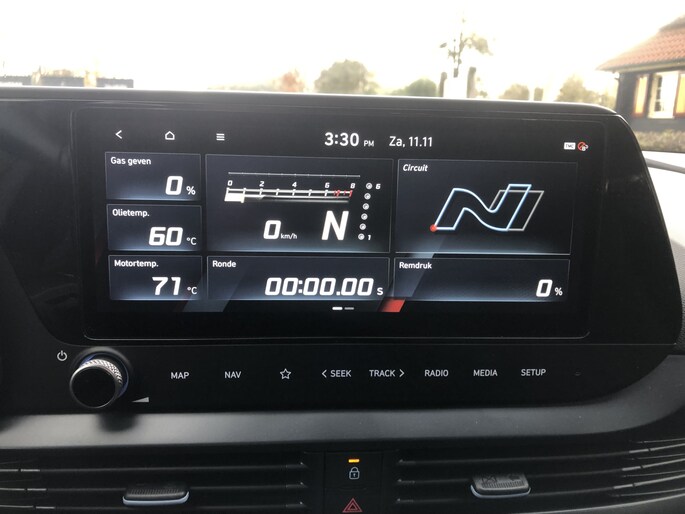 3:30 PM Za, 11.11
Gas geven
0 %
Olietemp.
60 °C
Motortemp.
71 °C
0 2 4 6 8
6
1
0 km/h
N
Ronde
00:00.00 s
Circuit
N
Remdruk
0 %
MAP NAV < SEEK TRACK > RADIO MEDIA SETUP